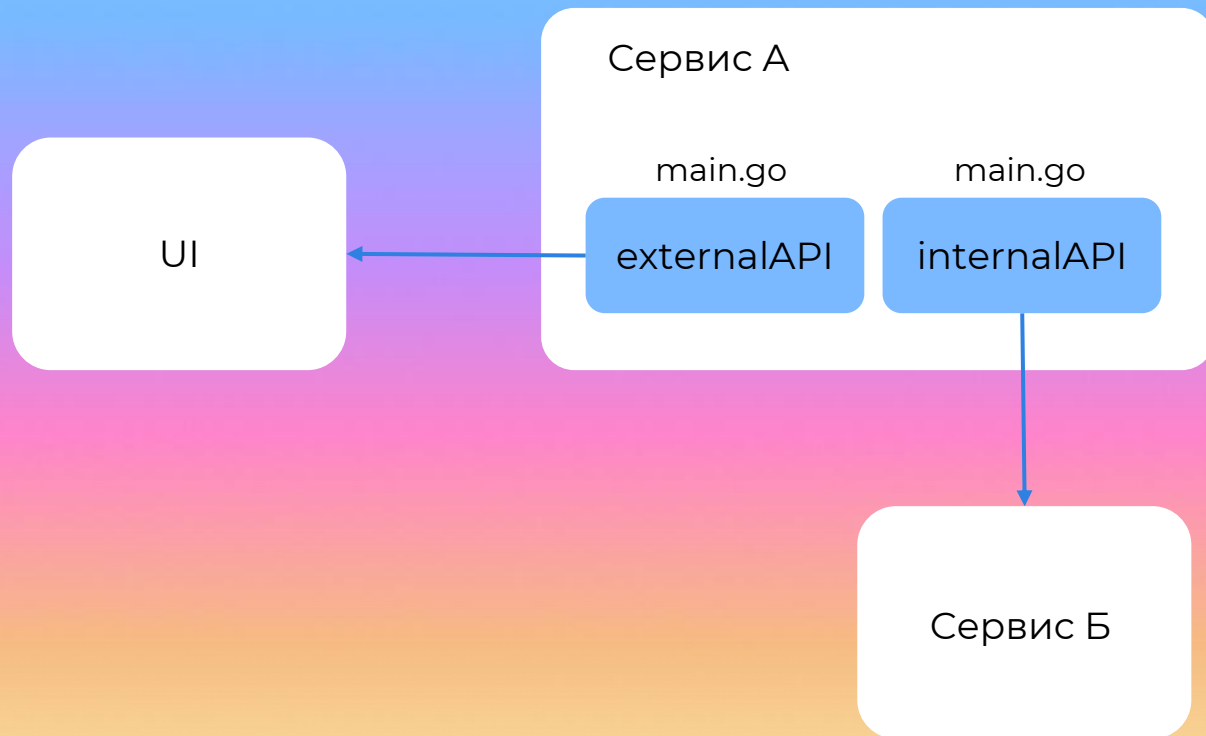 Сервис А
main.go
main.go
UI
externalAPI
internalAPI
Сервис Б